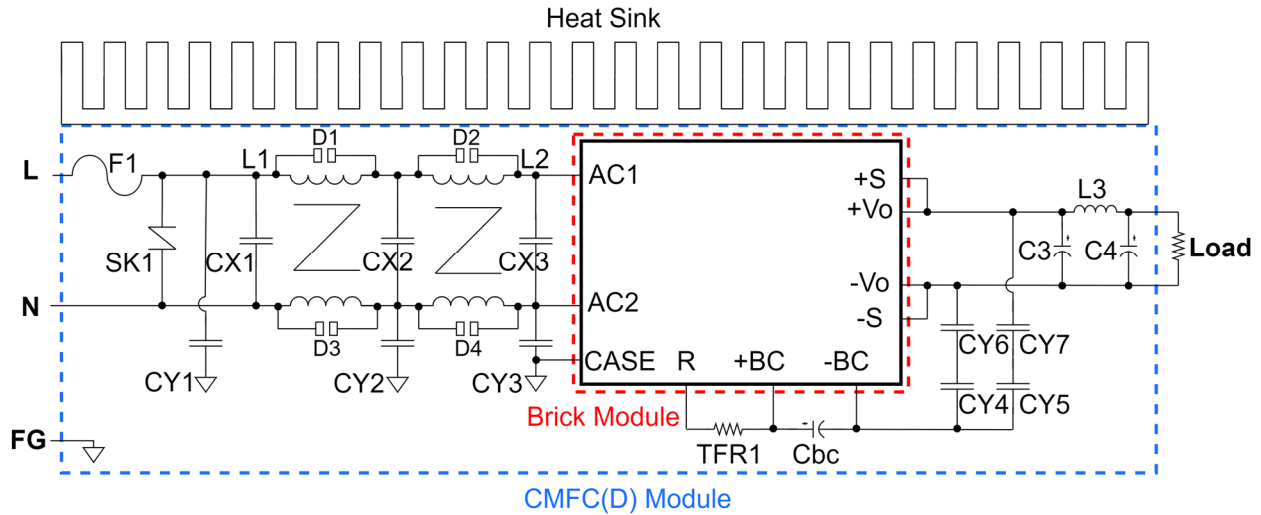 Heat Sink
D1
D2
L
F1
L1
L2
AC1
+S
+Vo
L3
SK1
CX1
CX2
CX3
C3
C4
Load
N
AC2
-Vo
-S
D3
D4
CY1
CY2
CY3
CASE
R
+BC
-BC
CY6
CY7
CY4
CY5
Brick Module
FG
TFR1
Cbc
CMFC(D) Module